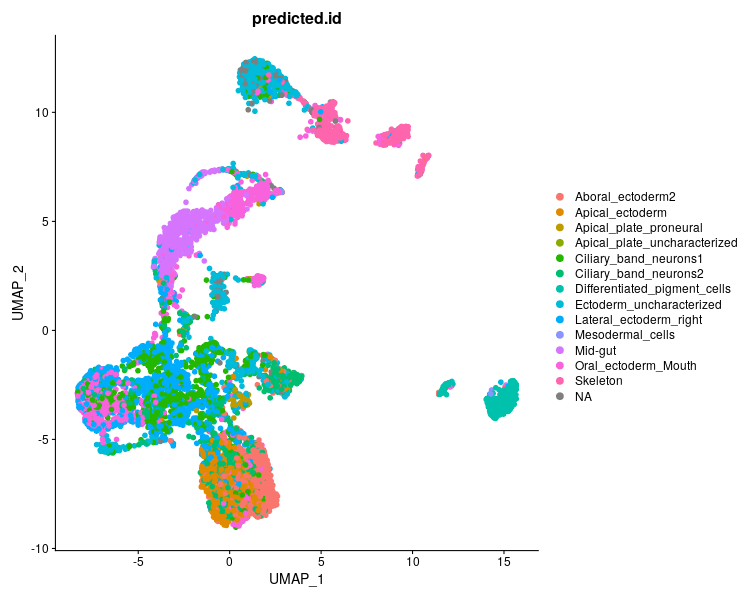 predicted.id
10
5
0
-5
-10
UMAP_2
-5
0
5
10
15
UMAP_1
Aboral_ectoderm2
Apical_ectoderm
Apical_plate_proneural
Apical_plate_uncharacterized
Ciliary_band_neurons1
Ciliary_band_neurons2
Differentiated_pigment_cells
Ectoderm_uncharacterized
Lateral_ectoderm_right
Mesodermal_cells
Mid-gut
Oral_ectoderm_Mouth
Skeleton
NA